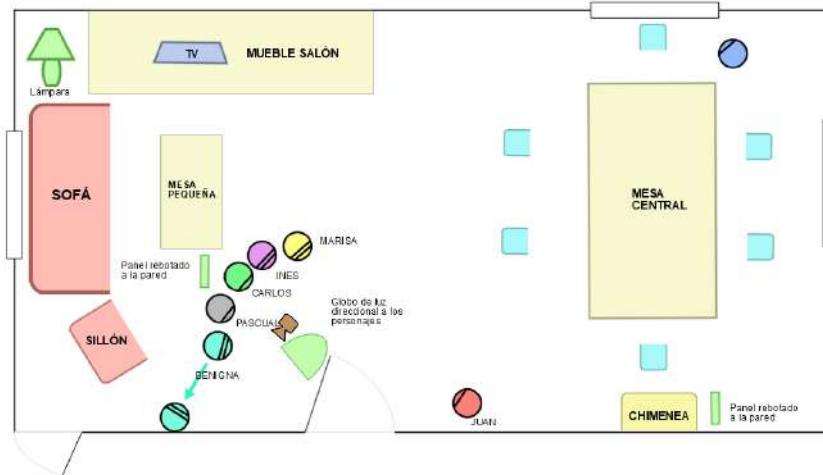 TV
MUEBLE SALÓN
Lámpara
SOFÁ
MESA
PEQUEÑA
MESA
CENTRAL
MARISA
INES
Panel rebotado
a la pared
CARLOS
Globo de luz
direccional a los
personajes
PASCUAL
SILLÓN
BENIGNA
JUAN
CHIMENEA
Panel rebotado
a la pared